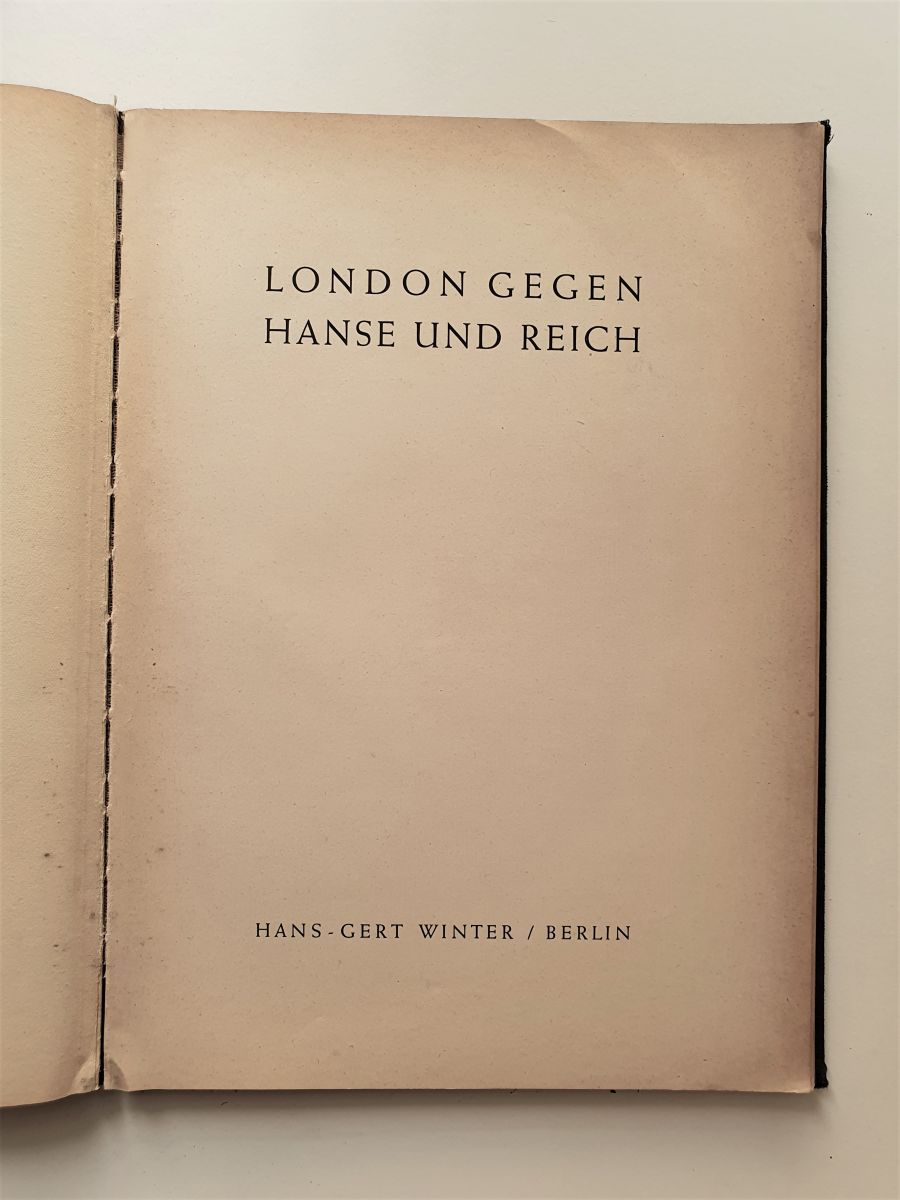 LONDON GEGEN
HANSE UND REICH
HANS-GERT WINTER / BERLIN